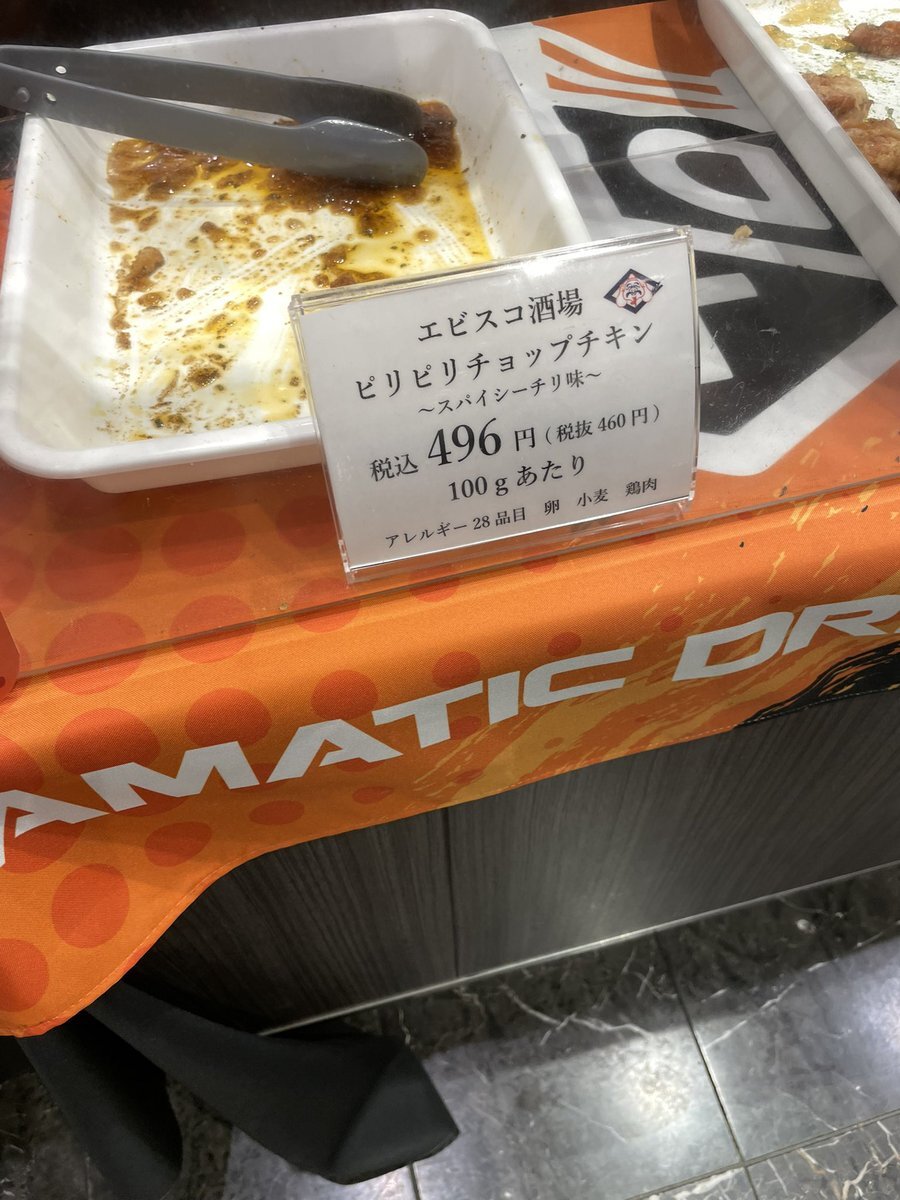 エビスコ酒場
ピリピリチョップチキン
～スパイシーチリ味～
税込 496 円（税抜 460 円）
100 g あたり
アレルギー 28 品目　卵　小麦　鶏肉
AMATIC DR